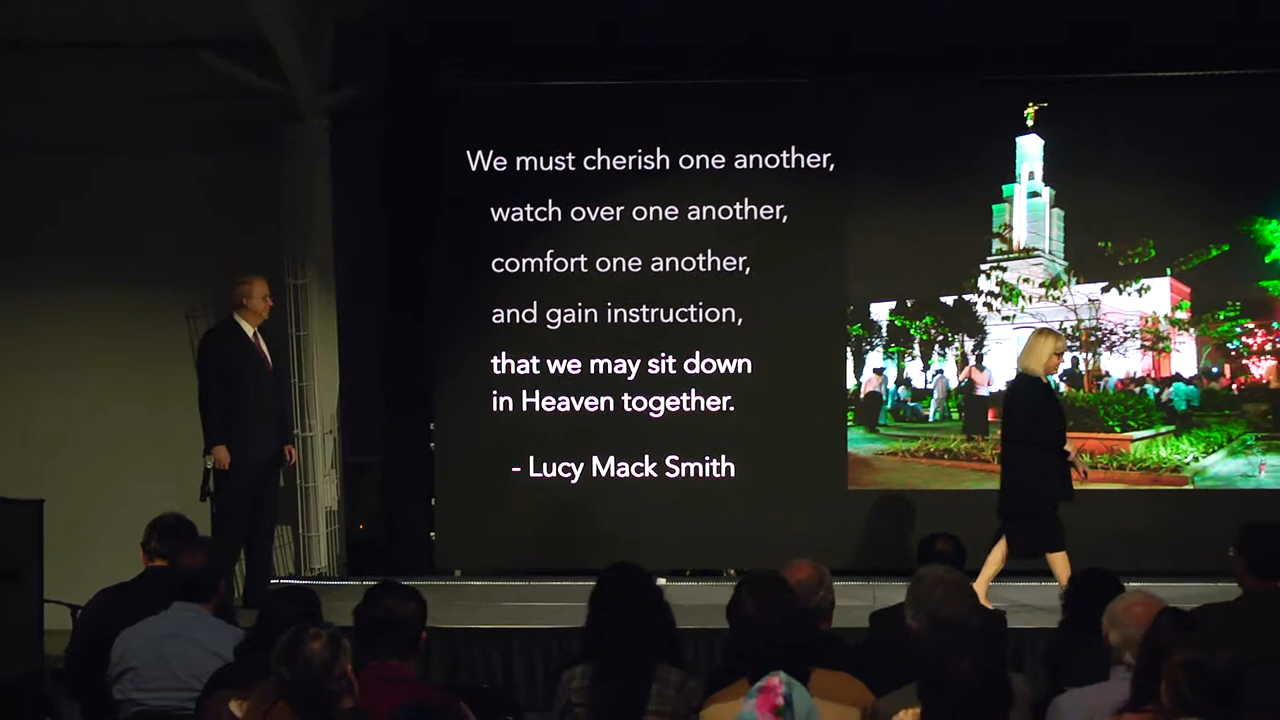 We must cherish one another,
watch over one another,
comfort one another,
and gain instruction,
that we may sit down
in Heaven together.
- Lucy Mack Smith